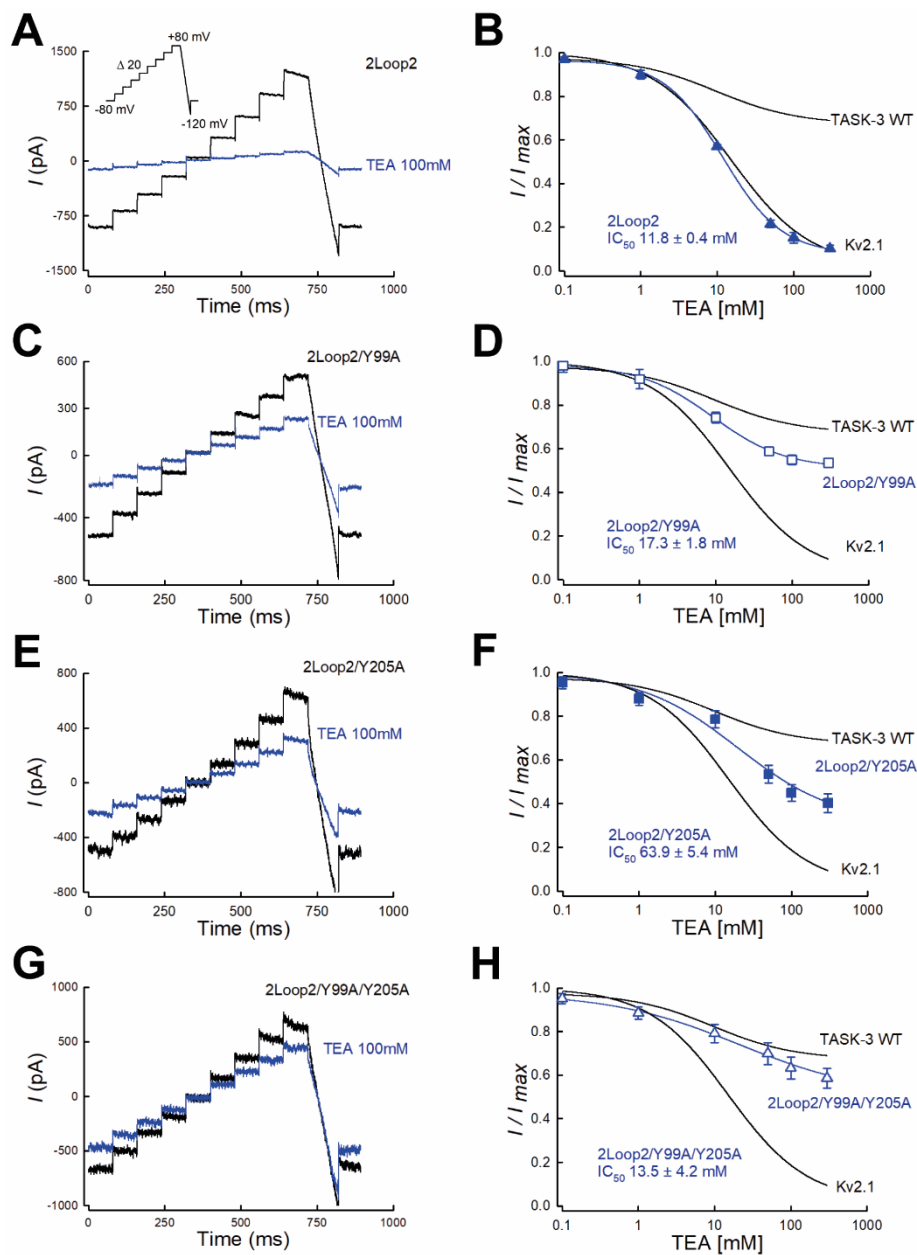 A
1500
750
0
-750
-1500
I (pA)
+80 mV
Δ 20
-80 mV
-120 mV
2Loop2
TEA 100mM
0 250 500 750 1000
Time (ms)
B
1.0
0.8
0.6
0.4
0.2
0.0
I / I max
TASK-3 WT
2Loop2
IC50 11.8 ± 0.4 mM
Kv2.1
0.1 1 10 100 1000
TEA [mM]
C
600
300
0
-400
-800
I (pA)
2Loop2/Y99A
TEA 100mM
0 250 500 750 1000
Time (ms)
D
1.0
0.8
0.6
0.4
0.2
0.0
I / I max
TASK-3 WT
2Loop2/Y99A
2Loop2/Y99A
IC50 17.3 ± 1.8 mM
Kv2.1
0.1 1 10 100 1000
TEA [mM]
E
800
400
0
-400
-800
I (pA)
2Loop2/Y205A
TEA 100mM
0 250 500 750 1000
Time (ms)
F
1.0
0.8
0.6
0.4
0.2
0.0
I / I max
TASK-3 WT
2Loop2/Y205A
2Loop2/Y205A
IC50 63.9 ± 5.4 mM
Kv2.1
0.1 1 10 100 1000
TEA [mM]
G
1000
500
0
-500
-1000
I (pA)
2Loop2/Y99A/Y205A
TEA 100mM
0 250 500 750 1000
Time (ms)
H
1.0
0.8
0.6
0.4
0.2
0.0
I / I max
TASK-3 WT
2Loop2/Y99A/Y205A
2Loop2/Y99A/Y205A
IC50 13.5 ± 4.2 mM
Kv2.1
0.1 1 10 100 1000
TEA [mM]